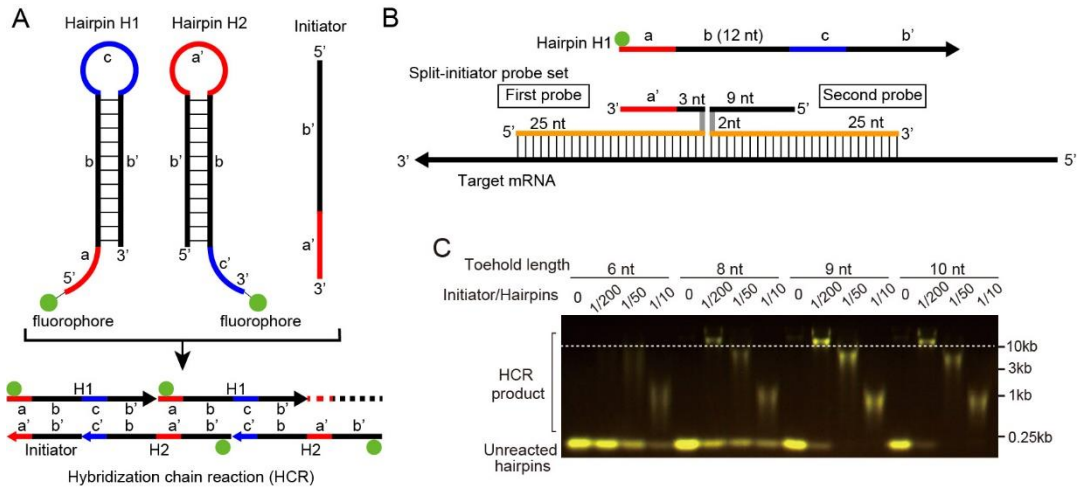 A
Hairpin H1
Hairpin H2
Initiator
c
a’
5’
b
b’
b’
b
b’
a
5’
3’
5’
c’
3’
a’
3’
fluorophore
fluorophore
H1
H1
a b c b’ a b c b’
a’ b’ c’ b a’ b’ c’ b a’ b’
Initiator H2 H2
Hybridization chain reaction (HCR)
B
a b (12 nt) c b’
Hairpin H1
Split-initiator probe set
First probe
a’ 3 nt 9 nt
Second probe
3’ 5’
5’ 25 nt 2nt 25 nt 3’
3’ 5’
Target mRNA
C
Toehold length 6 nt 8 nt 9 nt 10 nt
Initiator/Hairpins 0 1/200 1/50 1/10 0 1/200 1/50 1/10 0 1/200 1/50 1/10 0 1/200 1/50 1/10
10kb
3kb
HCR
product
1kb
Unreacted
hairpins
0.25kb